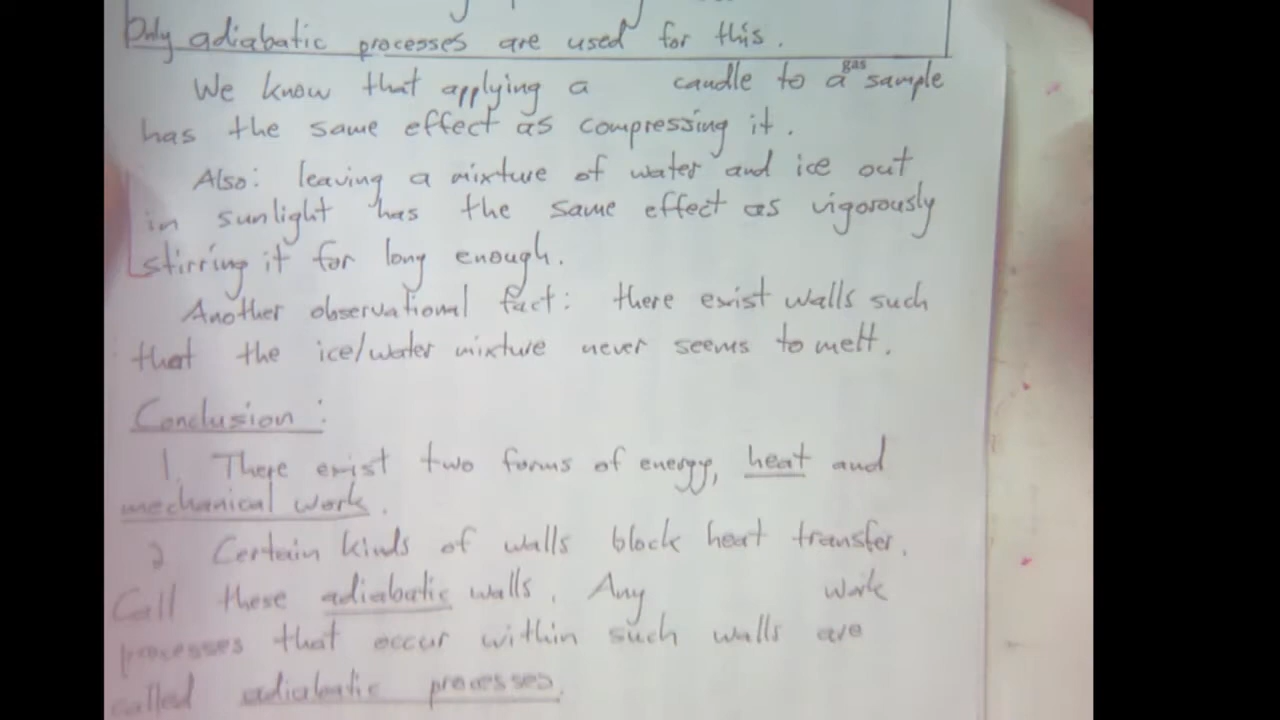 Only adiabatic processes are used for this.
We know that applying a candle to a gas sample
has the same effect as compressing it.
Also: leaving a mixture of water and ice out
in sunlight has the same effect as vigorously
stirring it for long enough.
Another observational fact: there exist walls such
that the ice/water mixture never seems to melt.
Conclusion:
1. There exist two forms of energy, heat and
mechanical work.
2 Certain kinds of walls block heat transfer.
Call these adiabatic walls. Any work
processes that occur within such walls are
called adiabatic processes.